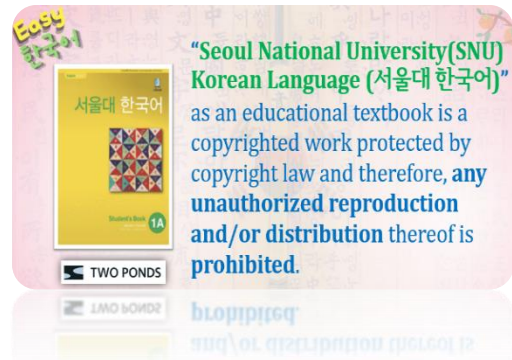 Easy
한국어
서울대 한국어
Student's Book 1A
TWO PONDS
“Seoul National University(SNU)
Korean Language (서울대 한국어)”
as an educational textbook is a
copyrighted work protected by
copyright law and therefore, any
unauthorized reproduction
and/or distribution thereof is
prohibited.